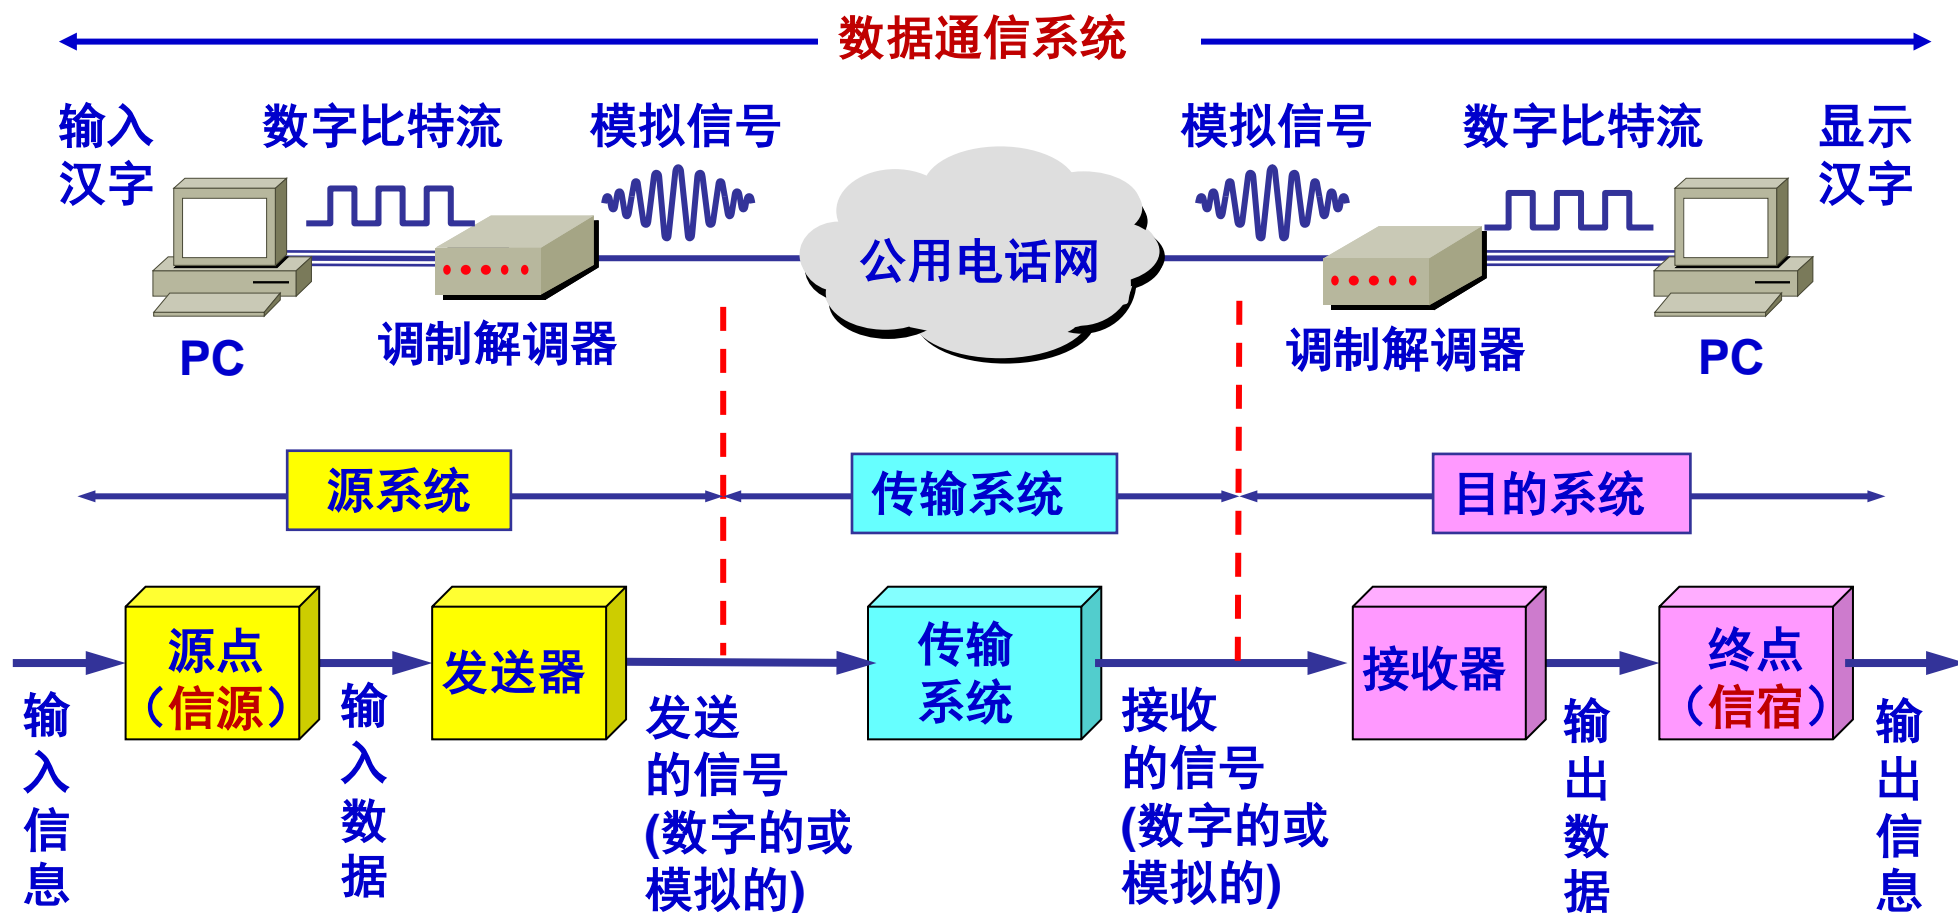 数据通信系统
输入
汉字
数字比特流
模拟信号
模拟信号
数字比特流
显示
汉字
公用电话网
PC
调制解调器
调制解调器
PC
源系统
传输系统
目的系统
源点
（信源）
发送器
传输
系统
接收器
终点
（信宿）
输入信息
输入数据
发送
的信号
(数字的或
模拟的)
接收
的信号
(数字的或
模拟的)
输出数据
输出信息